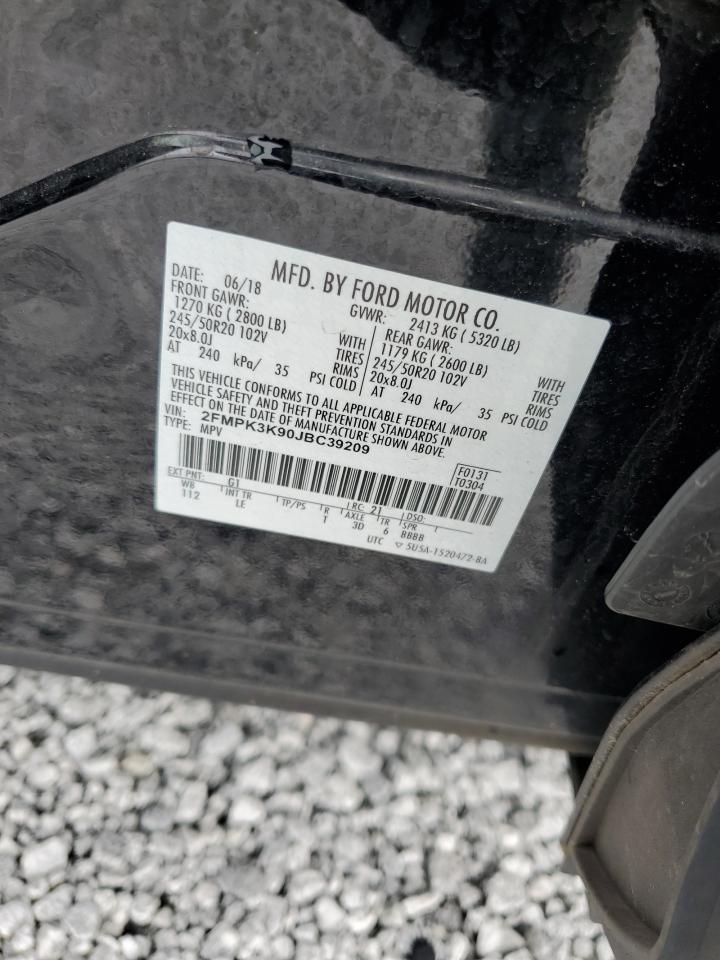 MFD. BY FORD MOTOR CO.
DATE: 06/18 GVWR: 2413 KG ( 5320 LB)
FRONT GAWR: REAR GAWR:
1270 KG ( 2800 LB) WITH 1179 KG ( 2600 LB) WITH
245/50R20 102V TIRES 245/50R20 102V TIRES
20x8.0J RIMS 20x8.0J RIMS
AT 240 kPa/ 35 PSI COLD AT 240 kPa/ 35 PSI COLD
THIS VEHICLE CONFORMS TO ALL APPLICABLE FEDERAL MOTOR
VEHICLE SAFETY AND THEFT PREVENTION STANDARDS IN
EFFECT ON THE DATE OF MANUFACTURE SHOWN ABOVE.
VIN: 2FMPK3K90JBC39209
TYPE: MPV
F0131
T0304
EXT PNT: G1 RC: 21 DSO:
WB INT TR TP/PS R AXLE TR SPR
112 LE T 3D 6 BBBB
UTC ▽ 5U5A-1520472-BA